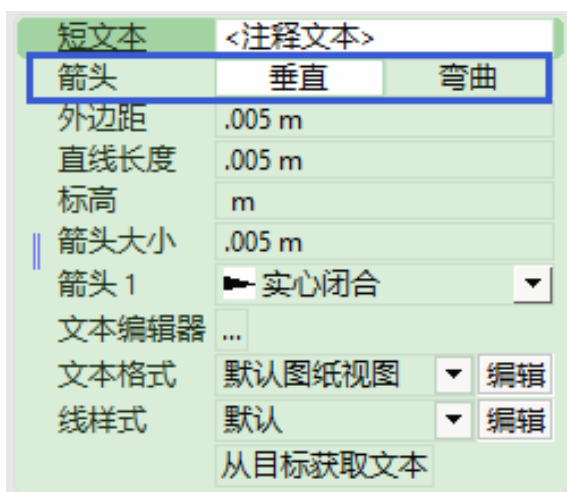 短文本 <注释文本>
箭头 垂直 弯曲
外边距 .005 m
直线长度 .005 m
标高 m
箭头大小 .005 m
箭头 1 实心闭合
文本编辑器 ...
文本格式 默认图纸视图 编辑
线样式 默认 编辑
从目标获取文本